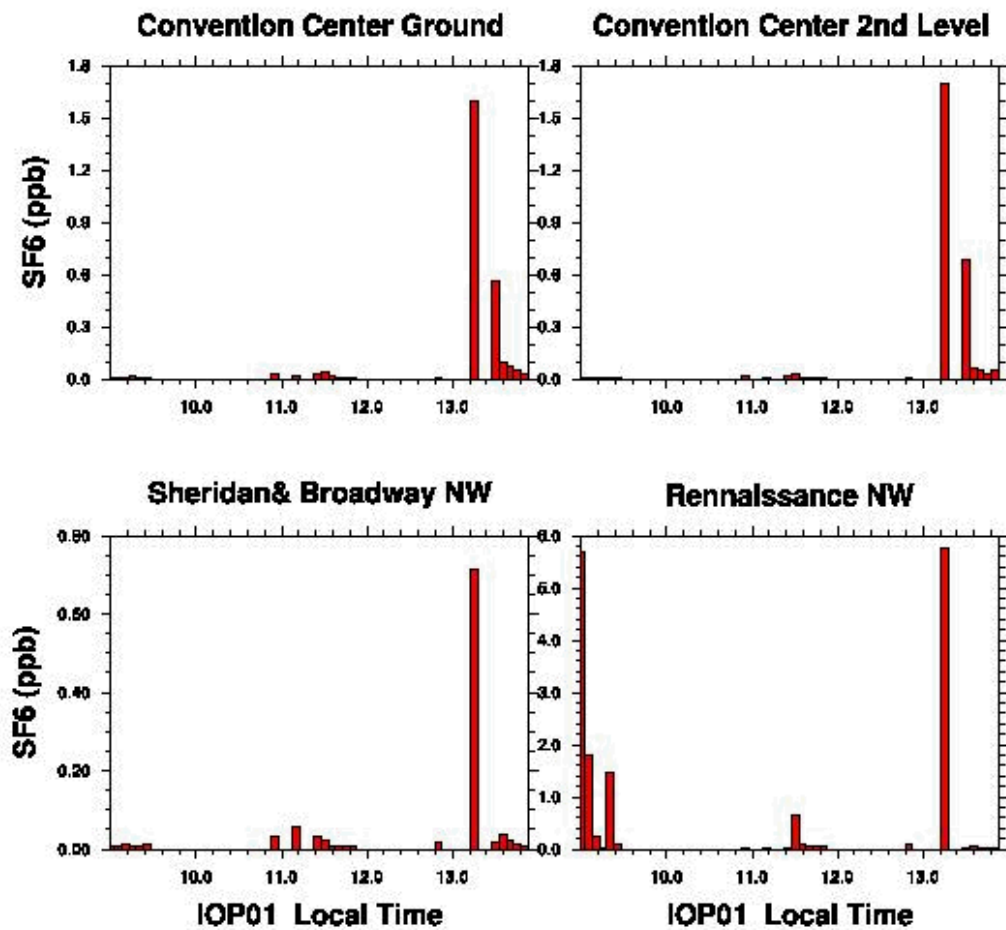 Convention Center Ground
Convention Center 2nd Level
1.8
1.5
1.2
0.9
0.6
0.3
0.0
SF6 (ppb)
10.0 11.0 12.0 13.0
1.8
1.5
1.2
0.9
0.6
0.3
0.0
10.0 11.0 12.0 13.0
Sheridan& Broadway NW
Rennaissance NW
0.80
0.60
0.40
0.20
0.00
SF6 (ppb)
10.0 11.0 12.0 13.0
IOP01 Local Time
6.0
5.0
4.0
3.0
2.0
1.0
0.0
10.0 11.0 12.0 13.0
IOP01 Local Time